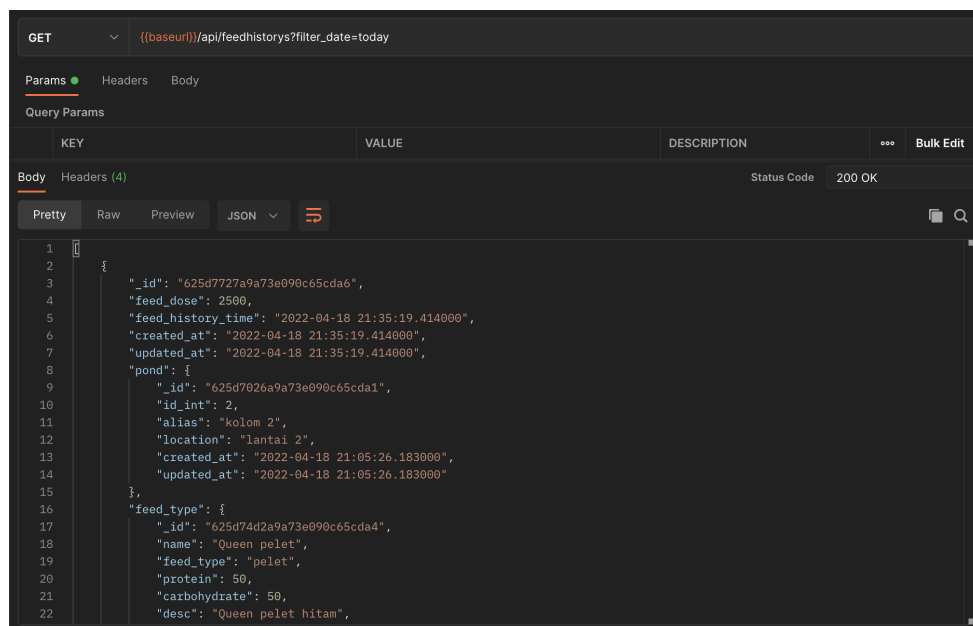 GET {{baseurl}}/api/feedhistorys?filter_date=today
Params Headers Body
Query Params
KEY VALUE DESCRIPTION ooo Bulk Edit
Body Headers (4) Status Code 200 OK
Pretty Raw Preview JSON
1 [
2 {
3 "_id": "625d7727a9a73e090c65cda6",
4 "feed_dose": 2500,
5 "feed_history_time": "2022-04-18 21:35:19.414000",
6 "created_at": "2022-04-18 21:35:19.414000",
7 "updated_at": "2022-04-18 21:35:19.414000",
8 "pond": {
9 "_id": "625d7026a9a73e090c65cda1",
10 "id_int": 2,
11 "alias": "kolom 2",
12 "location": "lantai 2",
13 "created_at": "2022-04-18 21:05:26.183000",
14 "updated_at": "2022-04-18 21:05:26.183000"
15 },
16 "feed_type": {
17 "_id": "625d74d2a9a73e090c65cda4",
18 "name": "Queen pelet",
19 "feed_type": "pelet",
20 "protein": 50,
21 "carbohydrate": 50,
22 "desc": "Queen pelet hitam",